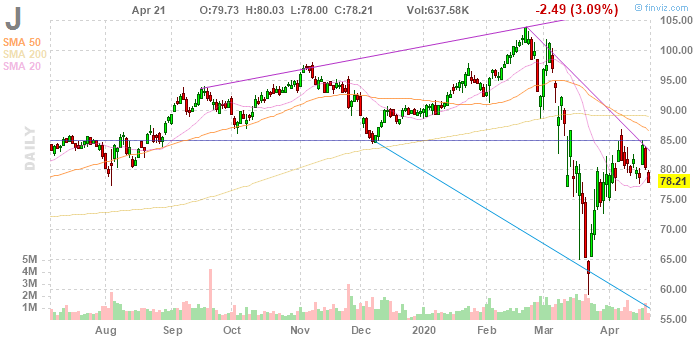 © finviz.com
J
Apr 21
O:79.73 H:80.03 L:78.00 C:78.21
Vol:637.58K
-2.49 (3.09%)
SMA 50
SMA 200
SMA 20
DAILY
105.00
100.00
95.00
90.00
85.00
80.00
78.21
75.00
70.00
65.00
60.00
55.00
5M
4M
3M
2M
1M
Aug Sep Oct Nov Dec 2020 Feb Mar Apr